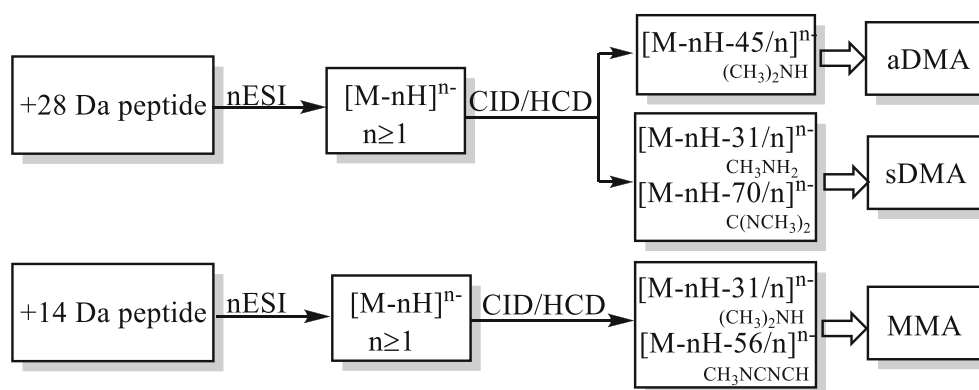 +28 Da peptide
nESI
[M-nH]ⁿ⁻
n≥1
CID/HCD
[M-nH-45/n]ⁿ⁻
(CH₃)₂NH
aDMA
[M-nH-31/n]ⁿ⁻
CH₃NH₂
[M-nH-70/n]ⁿ⁻
C(NCH₃)₂
sDMA
+14 Da peptide
nESI
[M-nH]ⁿ⁻
n≥1
CID/HCD
[M-nH-31/n]ⁿ⁻
(CH₃)₂NH
[M-nH-56/n]ⁿ⁻
CH₃NCNCH
MMA